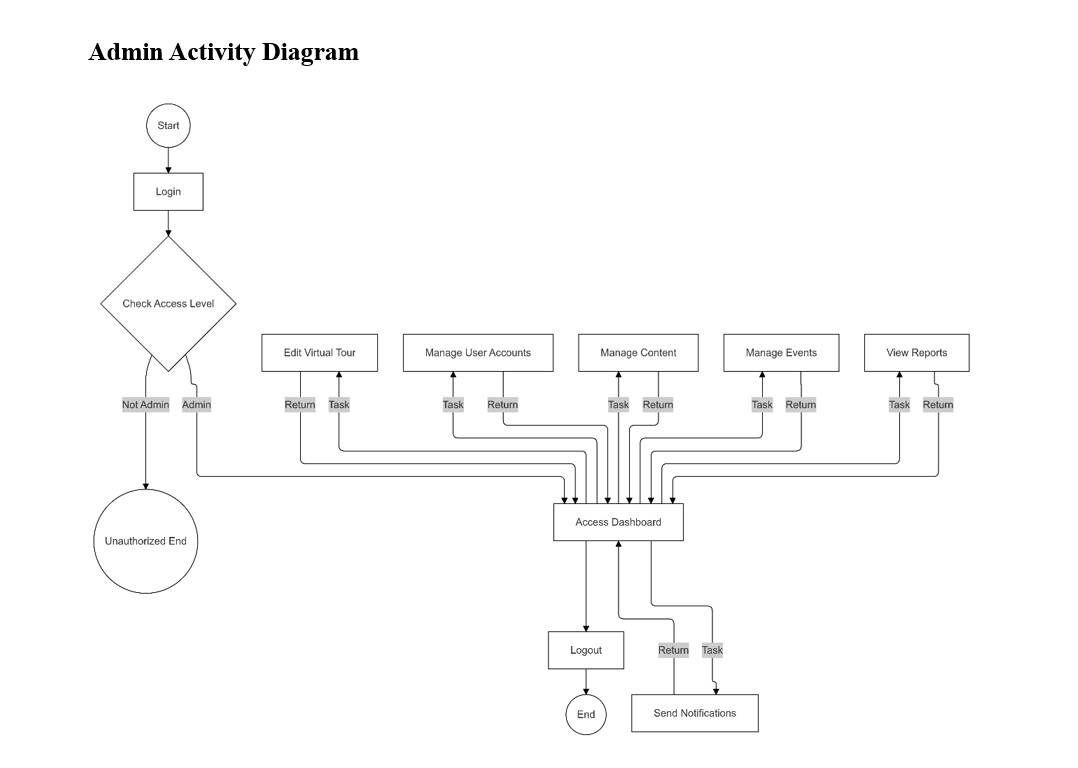 Admin Activity Diagram
Start
Login
Check Access Level
Edit Virtual Tour
Manage User Accounts
Manage Content
Manage Events
View Reports
Not Admin
Admin
Return
Task
Task
Return
Task
Return
Task
Return
Task
Return
Access Dashboard
Unauthorized End
Logout
Return
Task
End
Send Notifications